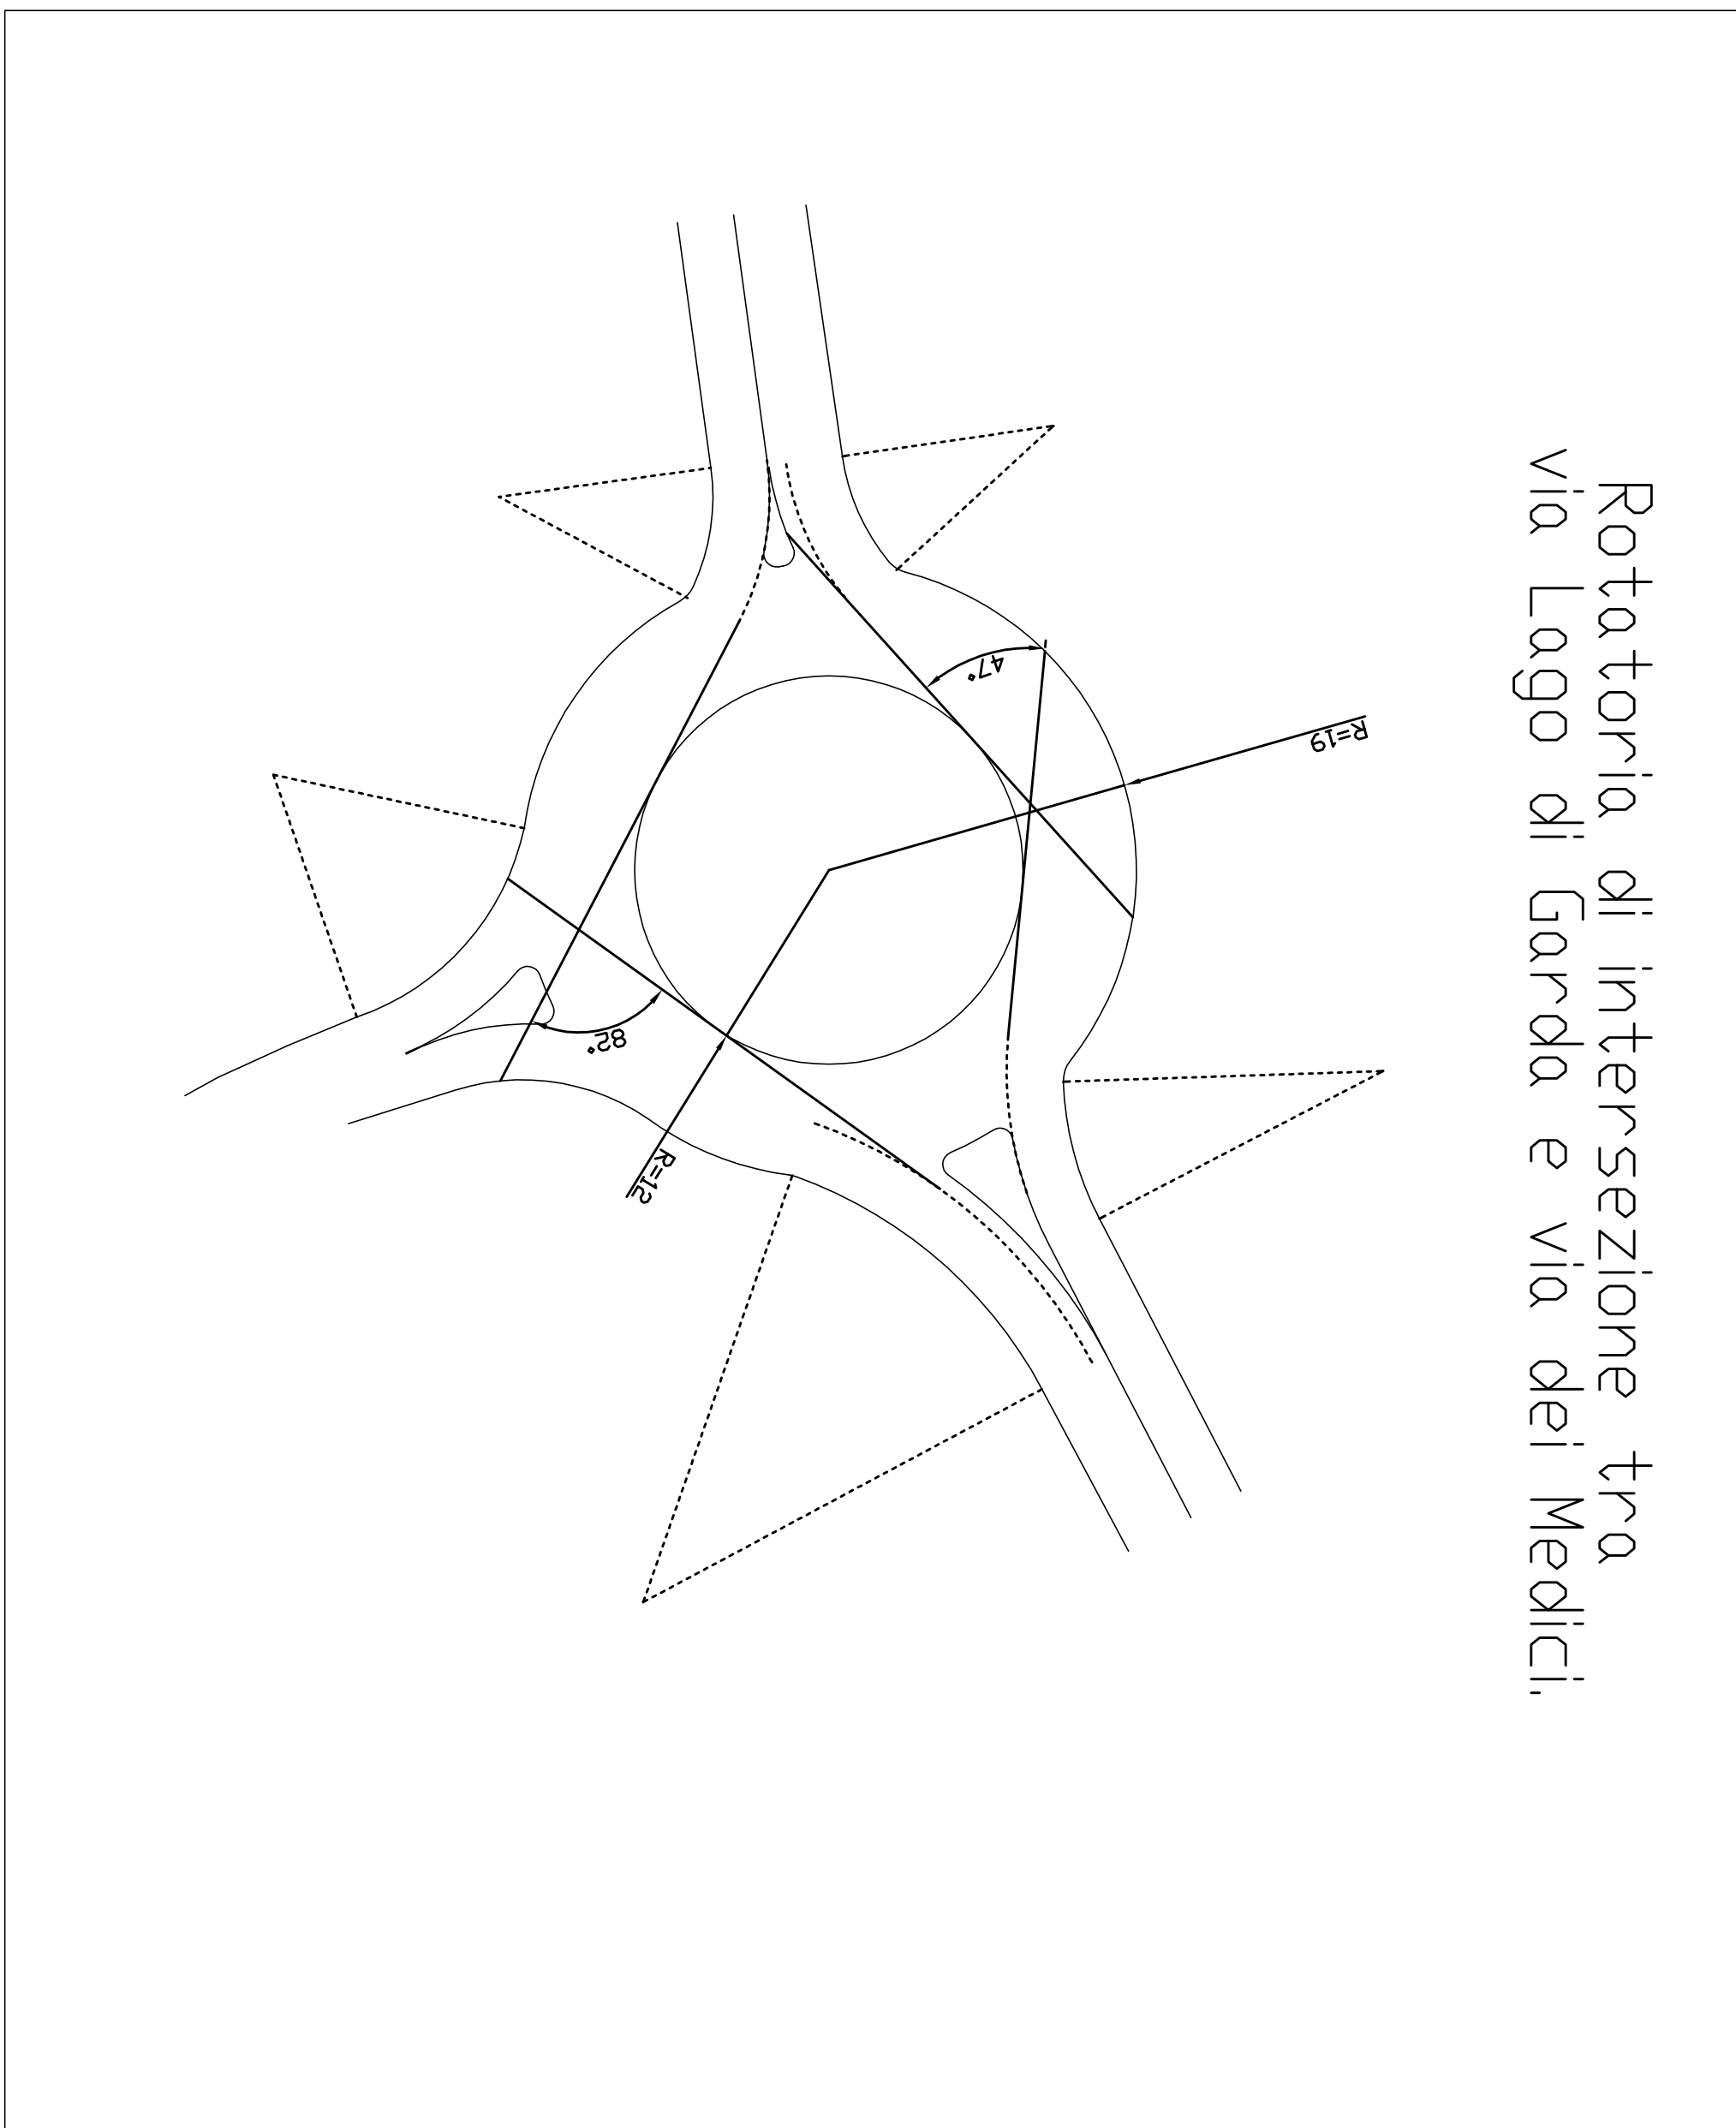 Rotatoria di interseZione tra
Via Lago di Garda e Via dei Medici.
47°
R=19
82°
R=12